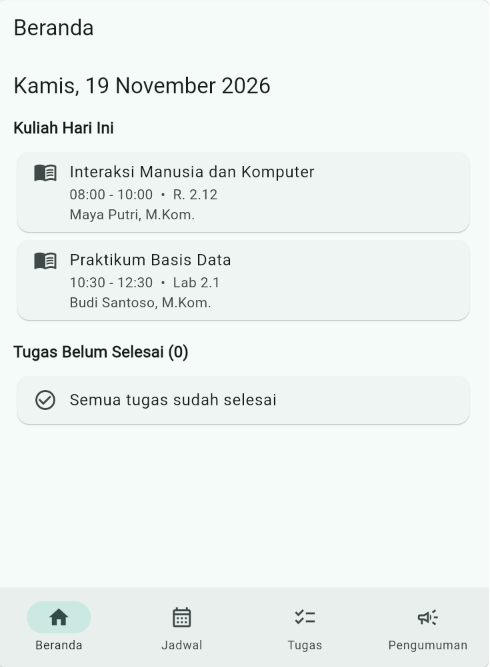 Beranda
Kamis, 19 November 2026
Kuliah Hari Ini
Interaksi Manusia dan Komputer
08:00 - 10:00 • R. 2.12
Maya Putri, M.Kom.
Praktikum Basis Data
10:30 - 12:30 • Lab 2.1
Budi Santoso, M.Kom.
Tugas Belum Selesai (0)
Semua tugas sudah selesai
Beranda
Jadwal
Tugas
Pengumuman